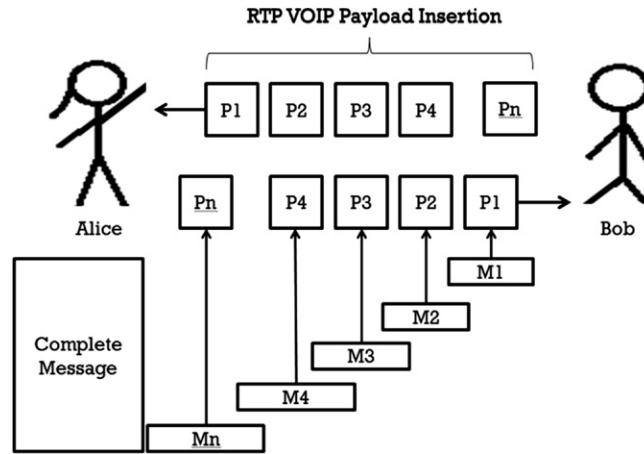 RTP VOIP Payload Insertion
P1 P2 P3 P4 Pn
Pn P4 P3 P2 P1
Alice
Bob
M1
M2
Complete
Message
M3
M4
Mn